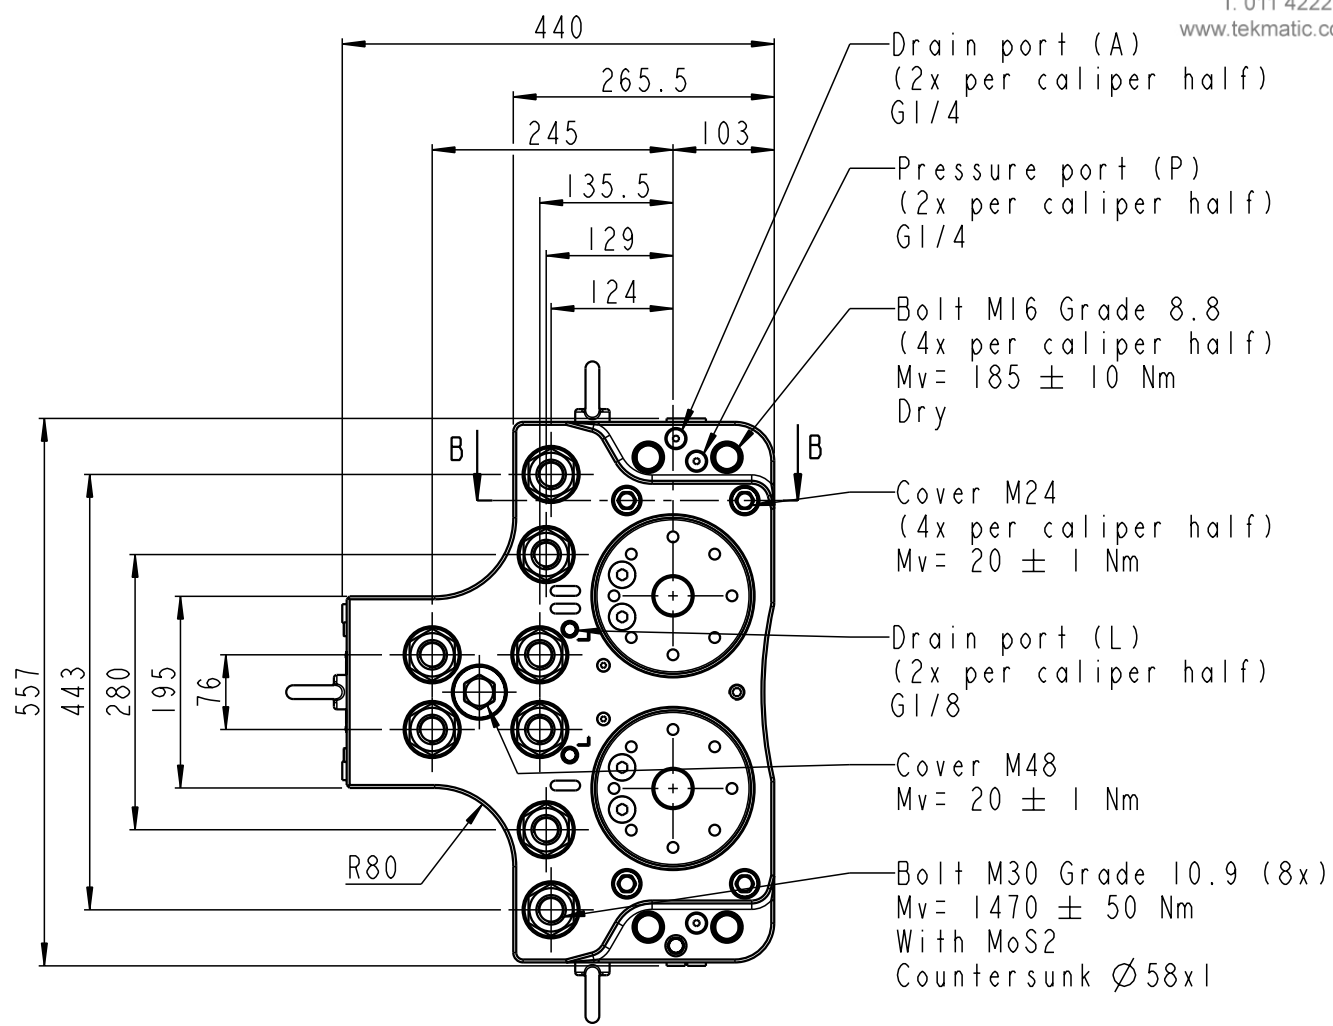 T. 011 4222
www.tekmatic.co
440
265.5
245
103
135.5
129
124
Drain port (A)
(2x per caliper half)
G1/4
Pressure port (P)
(2x per caliper half)
G1/4
Bolt M16 Grade 8.8
(4x per caliper half)
Mv= 185 ± 10 Nm
Dry
B
B
Cover M24
(4x per caliper half)
Mv= 20 ± 1 Nm
Drain port (L)
(2x per caliper half)
G1/8
Cover M48
Mv= 20 ± 1 Nm
Bolt M30 Grade 10.9 (8x)
Mv= 1470 ± 50 Nm
With MoS2
Countersunk Ø58x1
557
443
280
195
76
L
L
R80